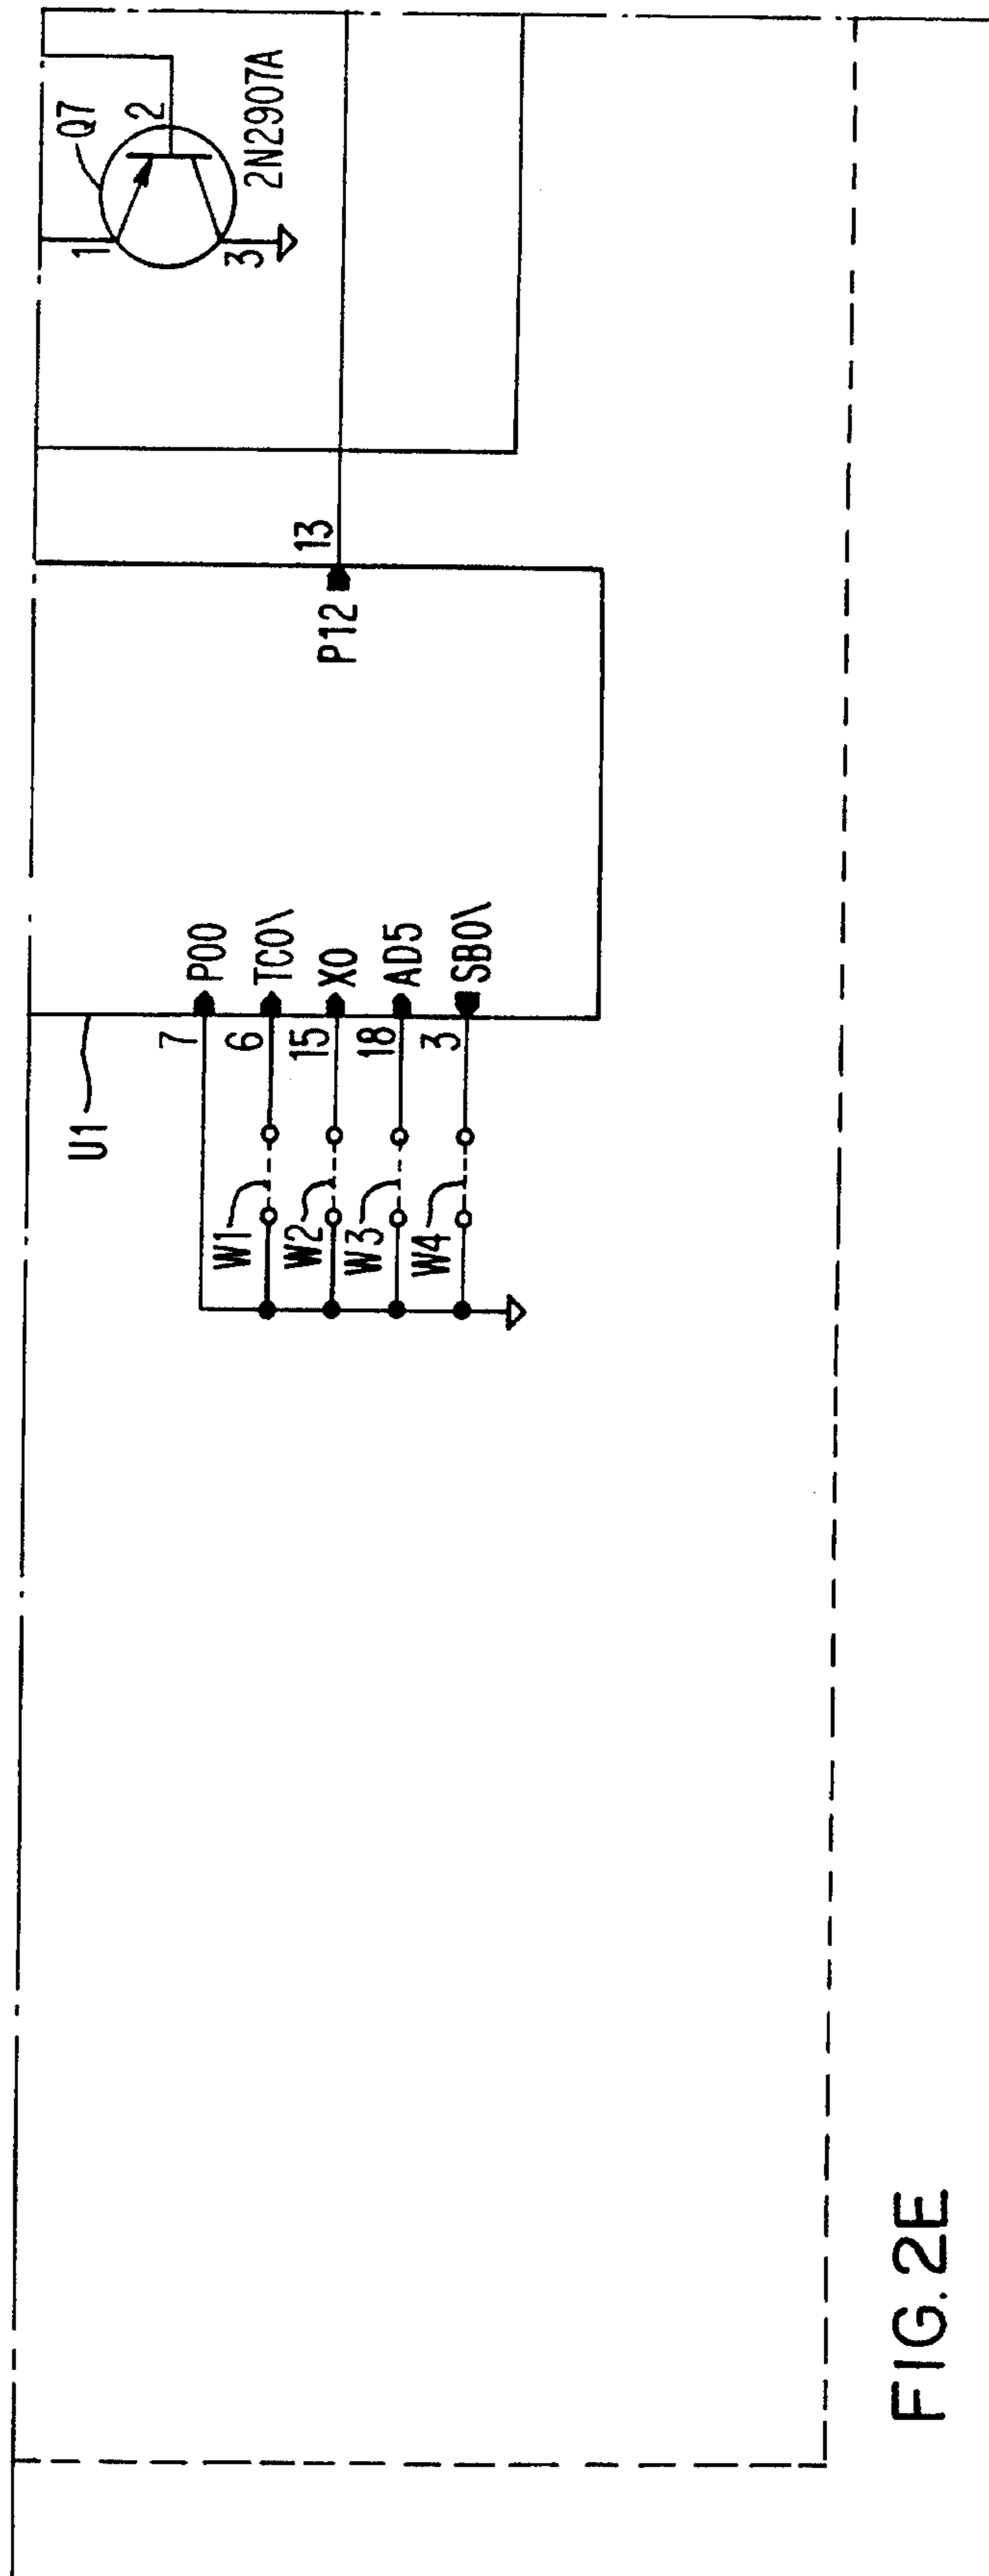 Q7
1
2
3
2N2907A
U1
7 P00
W1 6 TC0\
W2 15 X0
W3 18 AD5
W4 3 SB0\
P12 13
FIG. 2E